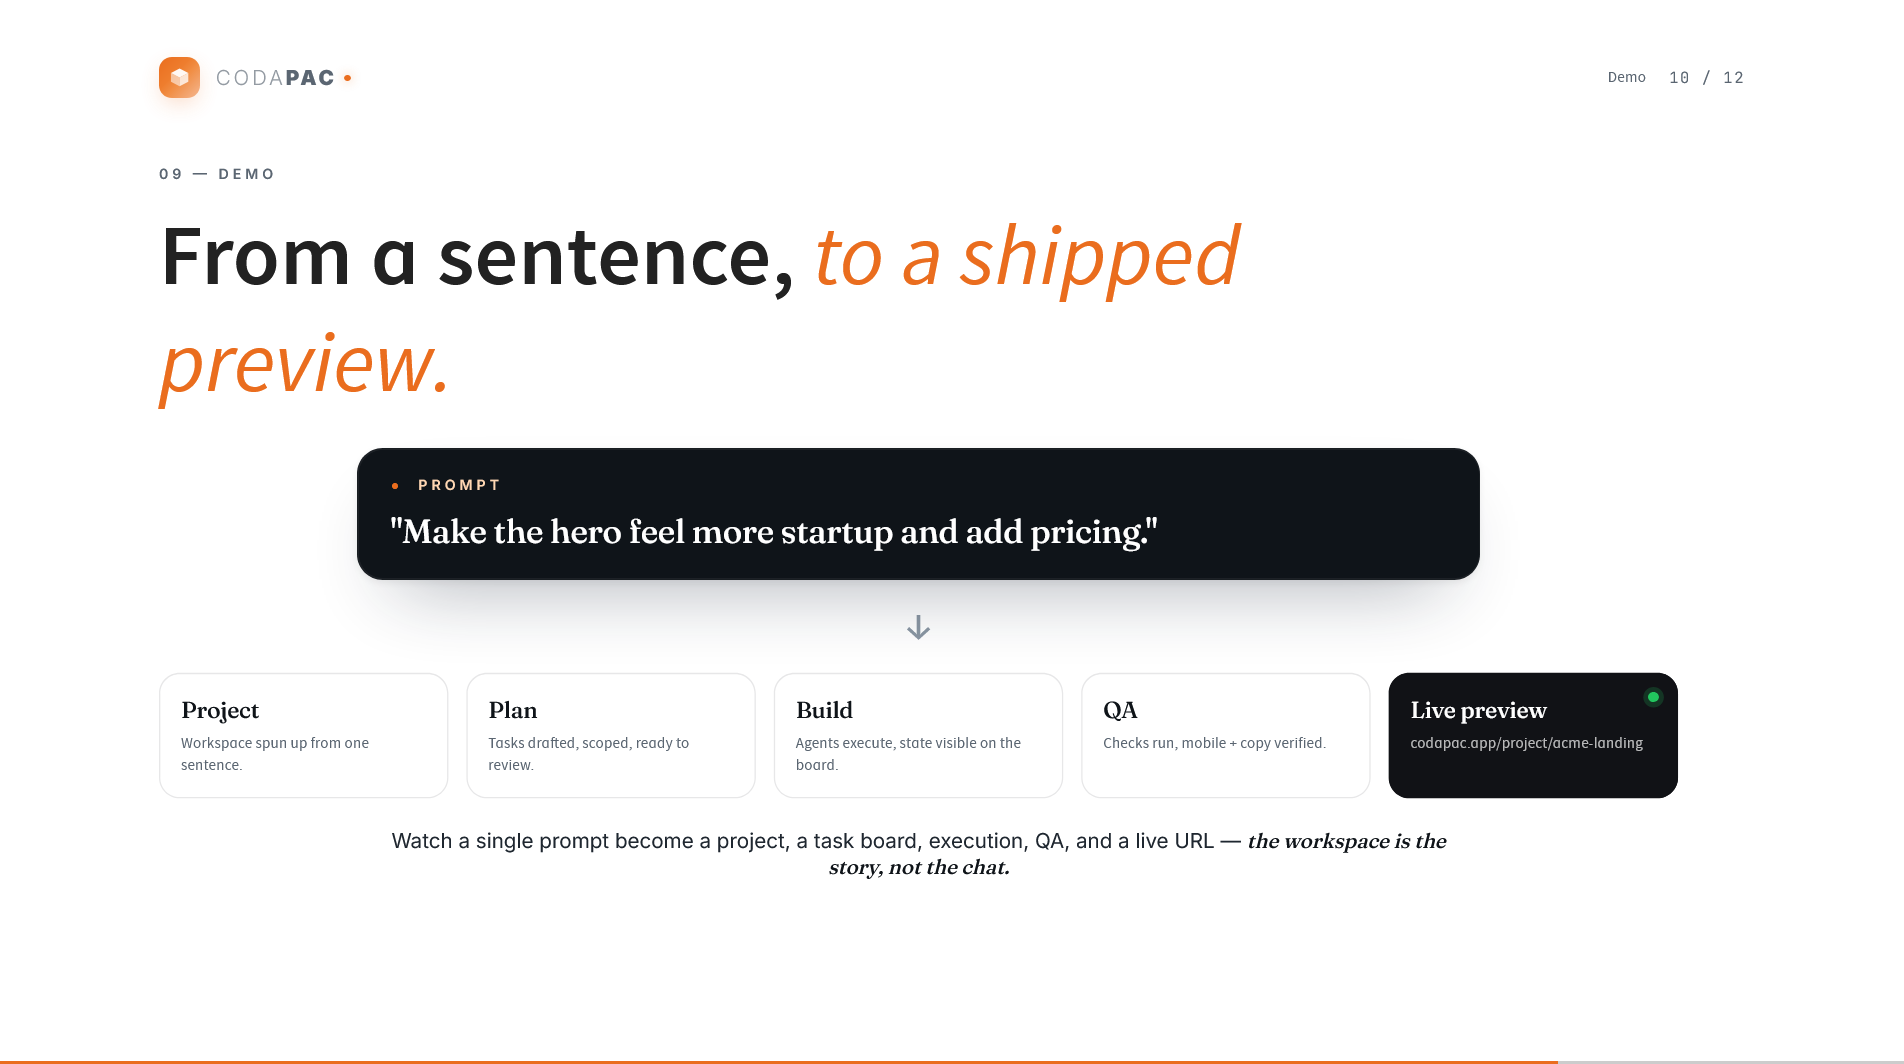 CODAPAC
Demo 10 / 12
09 — DEMO
From a sentence, to a shipped
preview.
PROMPT
"Make the hero feel more startup and add pricing."
Project
Workspace spun up from one
sentence.
Plan
Tasks drafted, scoped, ready to
review.
Build
Agents execute, state visible on the
board.
QA
Checks run, mobile + copy verified.
Live preview
codapac.app/project/acme-landing
Watch a single prompt become a project, a task board, execution, QA, and a live URL — the workspace is the
story, not the chat.